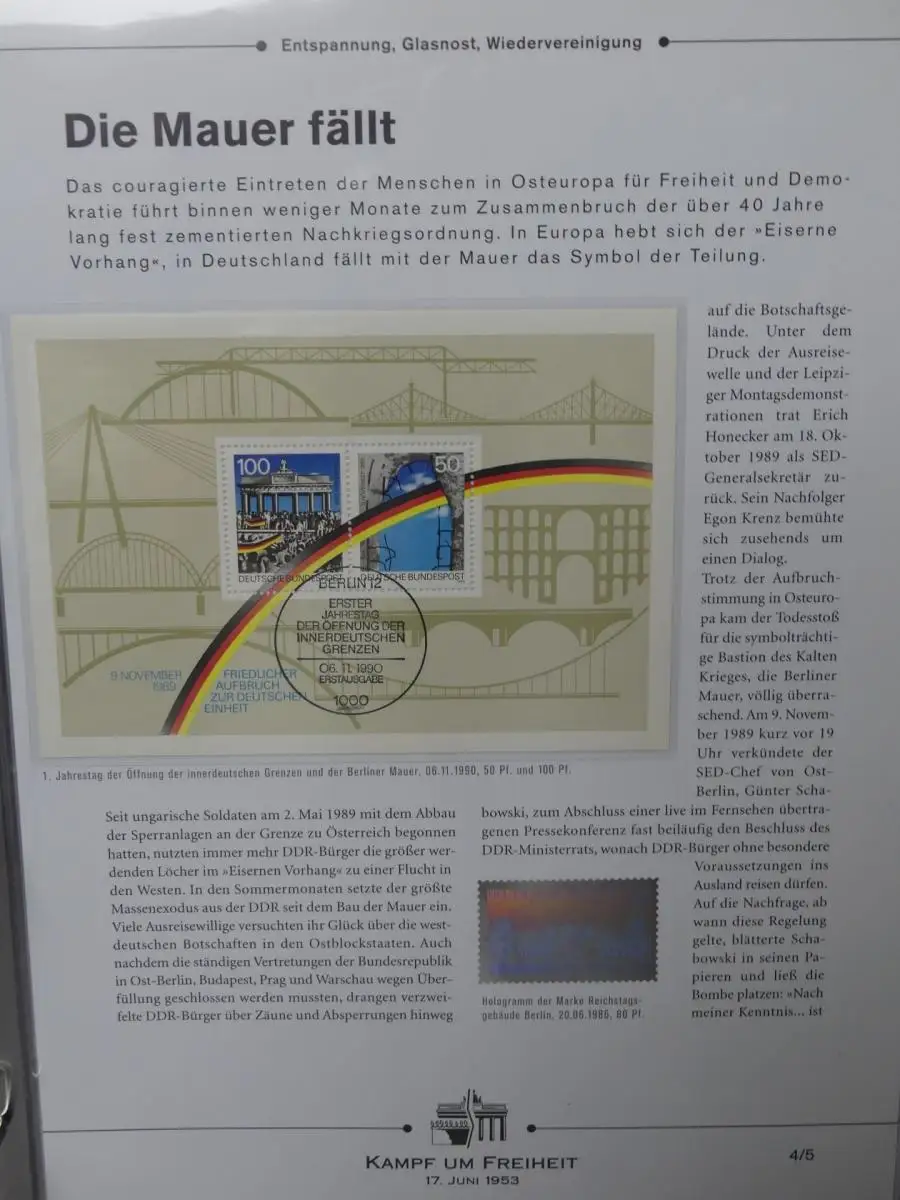 Entspannung, Glasnost, Wiedervereinigung
Die Mauer fällt
Das couragierte Eintreten der Menschen in Osteuropa für Freiheit und Demo-
kratie führt binnen weniger Monate zum Zusammenbruch der über 40 Jahre
lang fest zementierten Nachkriegsordnung. In Europa hebt sich der »Eiserne
Vorhang«, in Deutschland fällt mit der Mauer das Symbol der Teilung.
100
50
DEUTSCHE BUNDESPOST
DEUTSCHE BUNDESPOST
BERLIN 12
ERSTER
JAHRESTAG
DER ÖFFNUNG DER
INNERDEUTSCHEN
GRENZEN
06.11.1990
ERSTAUSGABE
1000
9 NOVEMBER
1989
FRIEDLICHER
AUFBRUCH
ZUR DEUTSCHEN
EINHEIT
1. Jahrestag der Öffnung der innerdeutschen Grenzen und der Berliner Mauer, 06.11.1990, 50 Pf. und 100 Pf.
Seit ungarische Soldaten am 2. Mai 1989 mit dem Abbau
der Sperranlagen an der Grenze zu Österreich begonnen
hatten, nutzten immer mehr DDR-Bürger die größer wer-
denden Löcher im »Eisernen Vorhang« zu einer Flucht in
den Westen. In den Sommermonaten setzte der größte
Massenexodus aus der DDR seit dem Bau der Mauer ein.
Viele Ausreisewillige versuchten ihr Glück über die west-
deutschen Botschaften in den Ostblockstaaten. Auch
nachdem die ständigen Vertretungen der Bundesrepublik
in Ost-Berlin, Budapest, Prag und Warschau wegen Über-
füllung geschlossen werden mussten, drangen verzwei-
felte DDR-Bürger über Zäune und Absperrungen hinweg
auf die Botschaftsge-
lände. Unter dem
Druck der Ausreise-
welle und der Leipzi-
ger Montagsdemonst-
rationen trat Erich
Honecker am 18. Ok-
tober 1989 als SED-
Generalsekretär zu-
rück. Sein Nachfolger
Egon Krenz bemühte
sich zusehends um
einen Dialog.
Trotz der Aufbruch-
stimmung in Osteuro-
pa kam der Todesstoß
für die symbolträchti-
ge Bastion des Kalten
Krieges, die Berliner
Mauer, völlig überra-
schend. Am 9. Novem-
ber 1989 kurz vor 19
Uhr verkündete der
SED-Chef von Ost-
Berlin, Günter Scha-
bowski, zum Abschluss einer live im Fernsehen übertra-
genen Pressekonferenz fast beiläufig den Beschluss des
DDR-Ministerrats, wonach DDR-Bürger ohne besondere
Voraussetzungen ins
Ausland reisen dürfen.
Auf die Nachfrage, ab
wann diese Regelung
gelte, blätterte Scha-
bowski in seinen Pa-
pieren und ließ die
Bombe platzen: »Nach
meiner Kenntnis... ist
Hologramm der Marke Reichstags-
gebäude Berlin, 20.06.1986, 80 Pf.
KAMPF UM FREIHEIT
17. JUNI 1953
4/5